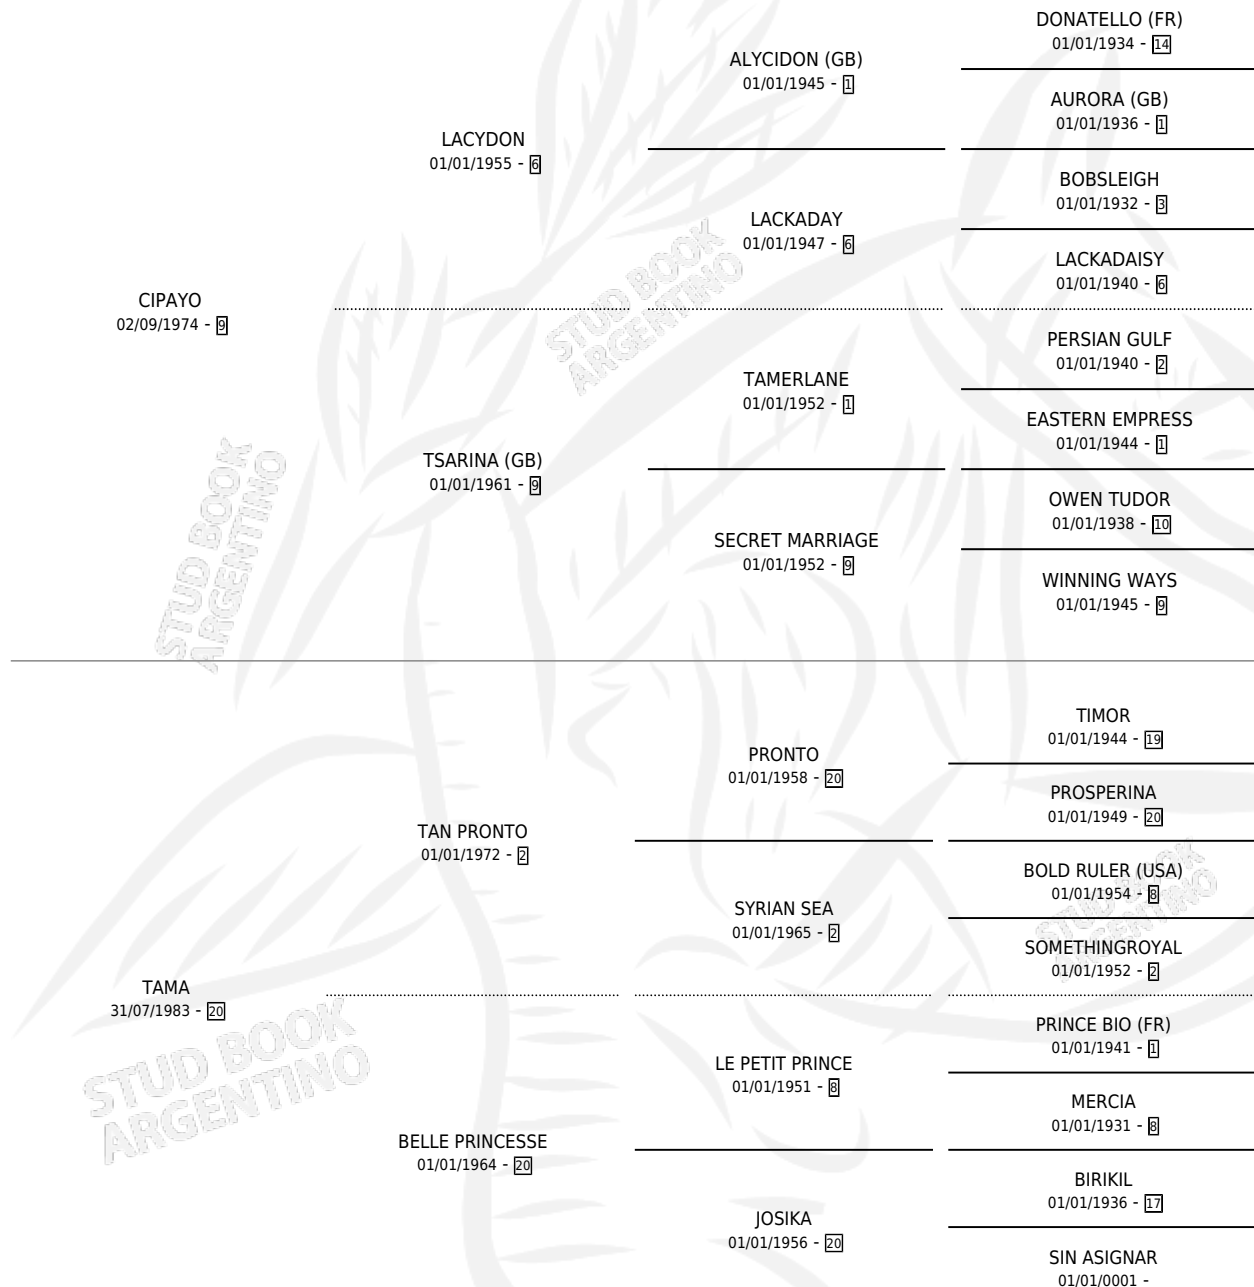 DONATELLO (FR)
01/01/1934 - 14
ALYCIDON (GB)
01/01/1945 - 1
AURORA (GB)
01/01/1936 - 1
LACYDON
01/01/1955 - 6
BOBSLEIGH
01/01/1932 - 3
LACKADAY
01/01/1947 - 6
LACKADAISY
01/01/1940 - 6
CIPAYO
02/09/1974 - 9
PERSIAN GULF
01/01/1940 - 2
TAMERLANE
01/01/1952 - 1
EASTERN EMPRESS
01/01/1944 - 1
TSARINA (GB)
01/01/1961 - 9
OWEN TUDOR
01/01/1938 - 10
SECRET MARRIAGE
01/01/1952 - 9
WINNING WAYS
01/01/1945 - 9
TIMOR
01/01/1944 - 19
PRONTO
01/01/1958 - 20
PROSPERINA
01/01/1949 - 20
TAN PRONTO
01/01/1972 - 2
BOLD RULER (USA)
01/01/1954 - 8
SYRIAN SEA
01/01/1965 - 2
SOMETHINGROYAL
01/01/1952 - 2
TAMA
31/07/1983 - 20
PRINCE BIO (FR)
01/01/1941 - 1
LE PETIT PRINCE
01/01/1951 - 8
MERCIA
01/01/1931 - 8
BELLE PRINCESSE
01/01/1964 - 20
BIRIKIL
01/01/1936 - 17
JOSIKA
01/01/1956 - 20
SIN ASIGNAR
01/01/0001 -
STUD BOOK
ARGENTINO
STUD BOOK
ARGENTINO
STUD BOOK
ARGENTINO
STUD BOOK
ARGENTINO